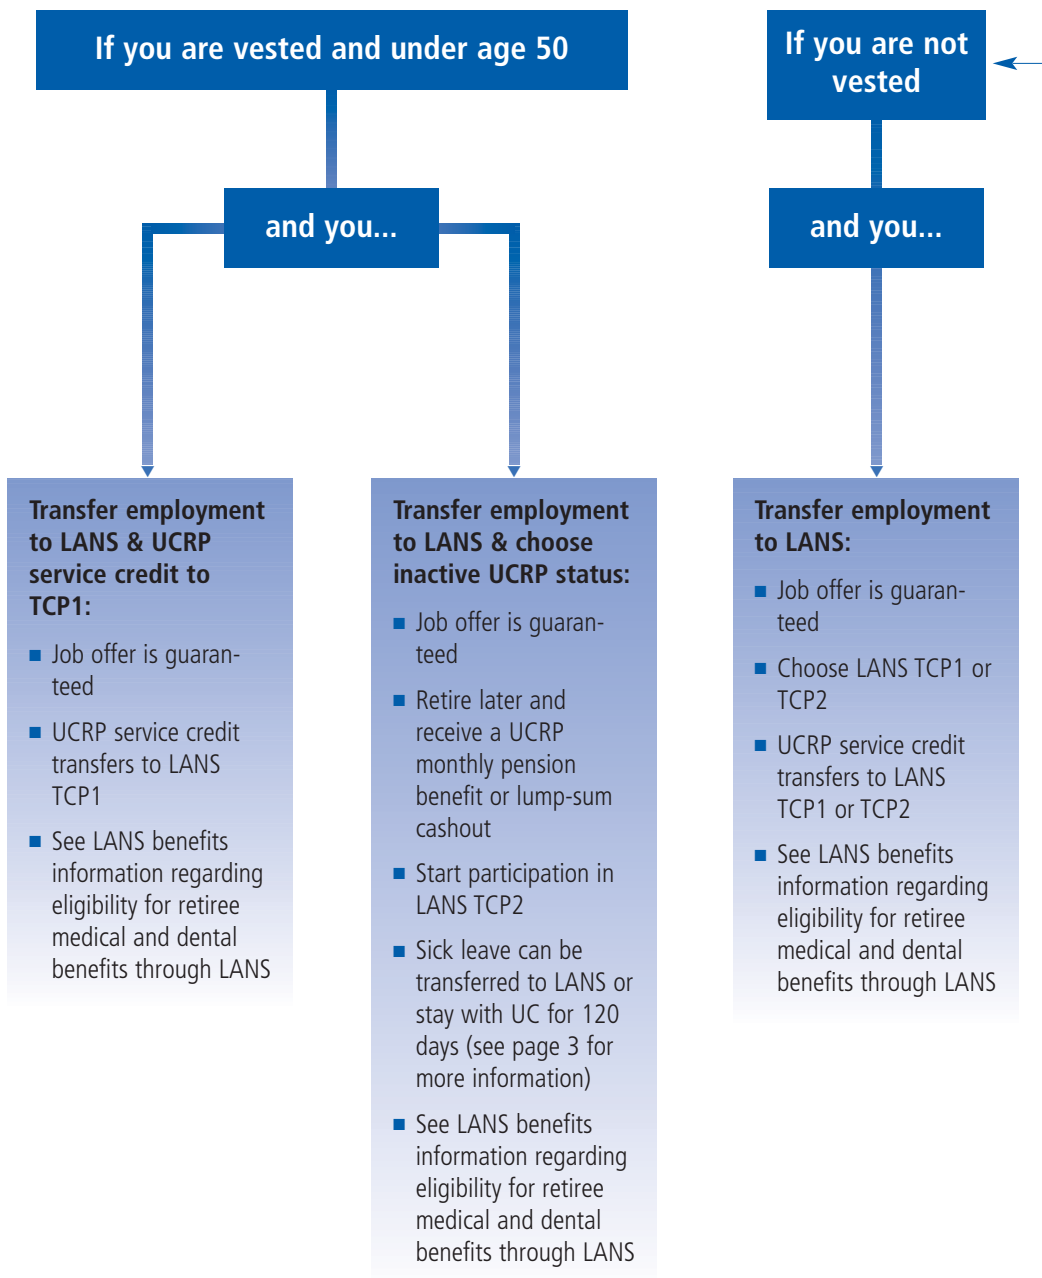 If you are vested and under age 50
and you...
Transfer employment
to LANS & UCRP
service credit to
TCP1:
■ Job offer is guaran-
teed
■ UCRP service credit
transfers to LANS
TCP1
■ See LANS benefits
information regarding
eligibility for retiree
medical and dental
benefits through LANS
Transfer employment
to LANS & choose
inactive UCRP status:
■ Job offer is guaran-
teed
■ Retire later and
receive a UCRP
monthly pension
benefit or lump-sum
cashout
■ Start participation in
LANS TCP2
■ Sick leave can be
transferred to LANS or
stay with UC for 120
days (see page 3 for
more information)
■ See LANS benefits
information regarding
eligibility for retiree
medical and dental
benefits through LANS
If you are not
vested
and you...
Transfer employment
to LANS:
■ Job offer is guaran-
teed
■ Choose LANS TCP1 or
TCP2
■ UCRP service credit
transfers to LANS
TCP1 or TCP2
■ See LANS benefits
information regarding
eligibility for retiree
medical and dental
benefits through LANS